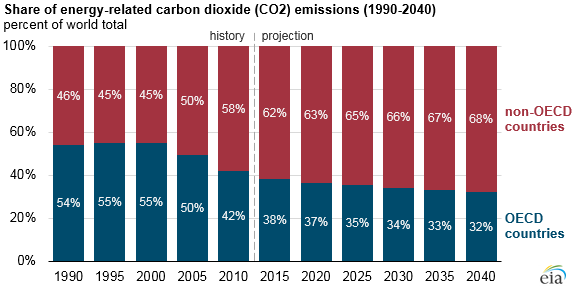 Share of energy-related carbon dioxide (CO2) emissions (1990-2040)
percent of world total
history projection
100%
80%
60%
40%
20%
0%
46% 45% 45% 50% 58% 62% 63% 65% 66% 67% 68%
54% 55% 55% 50% 42% 38% 37% 35% 34% 33% 32%
non-OECD
countries
OECD
countries
1990 1995 2000 2005 2010 2015 2020 2025 2030 2035 2040
eia